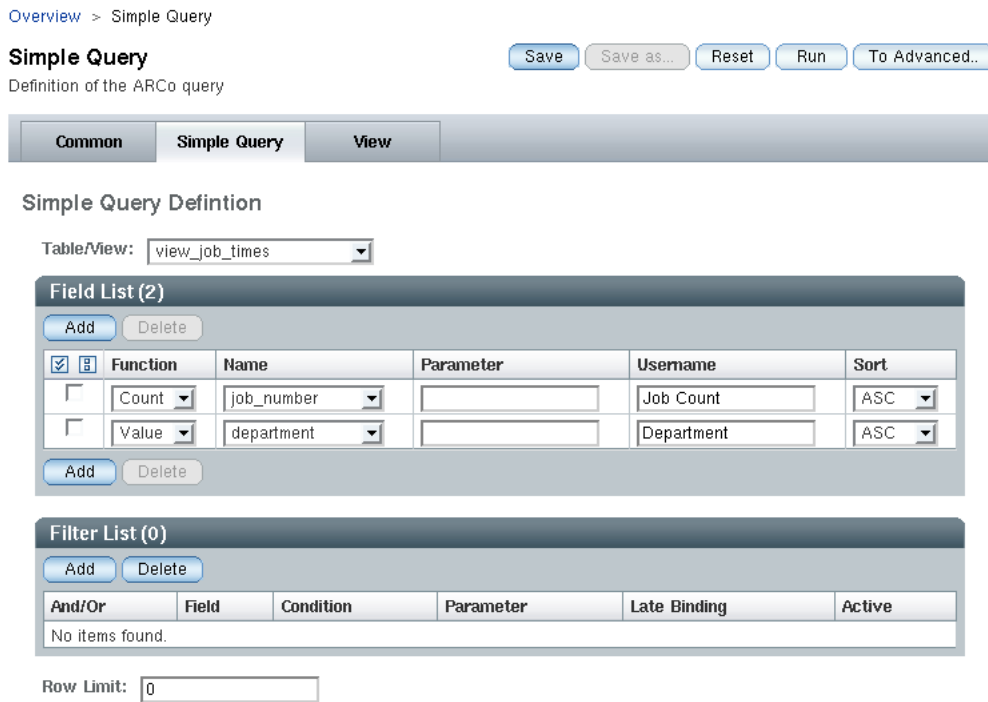 Overview > Simple Query
Simple Query
Save Save as... Reset Run To Advanced..
Definition of the ARCo query
Common Simple Query View
Simple Query Defintion
Table/View: view_job_times
Field List (2)
Add Delete
Function Name Parameter Username Sort
Count job_number Job Count ASC
Value department Department ASC
Add Delete
Filter List (0)
Add Delete
And/Or Field Condition Parameter Late Binding Active
No items found.
Row Limit: 0